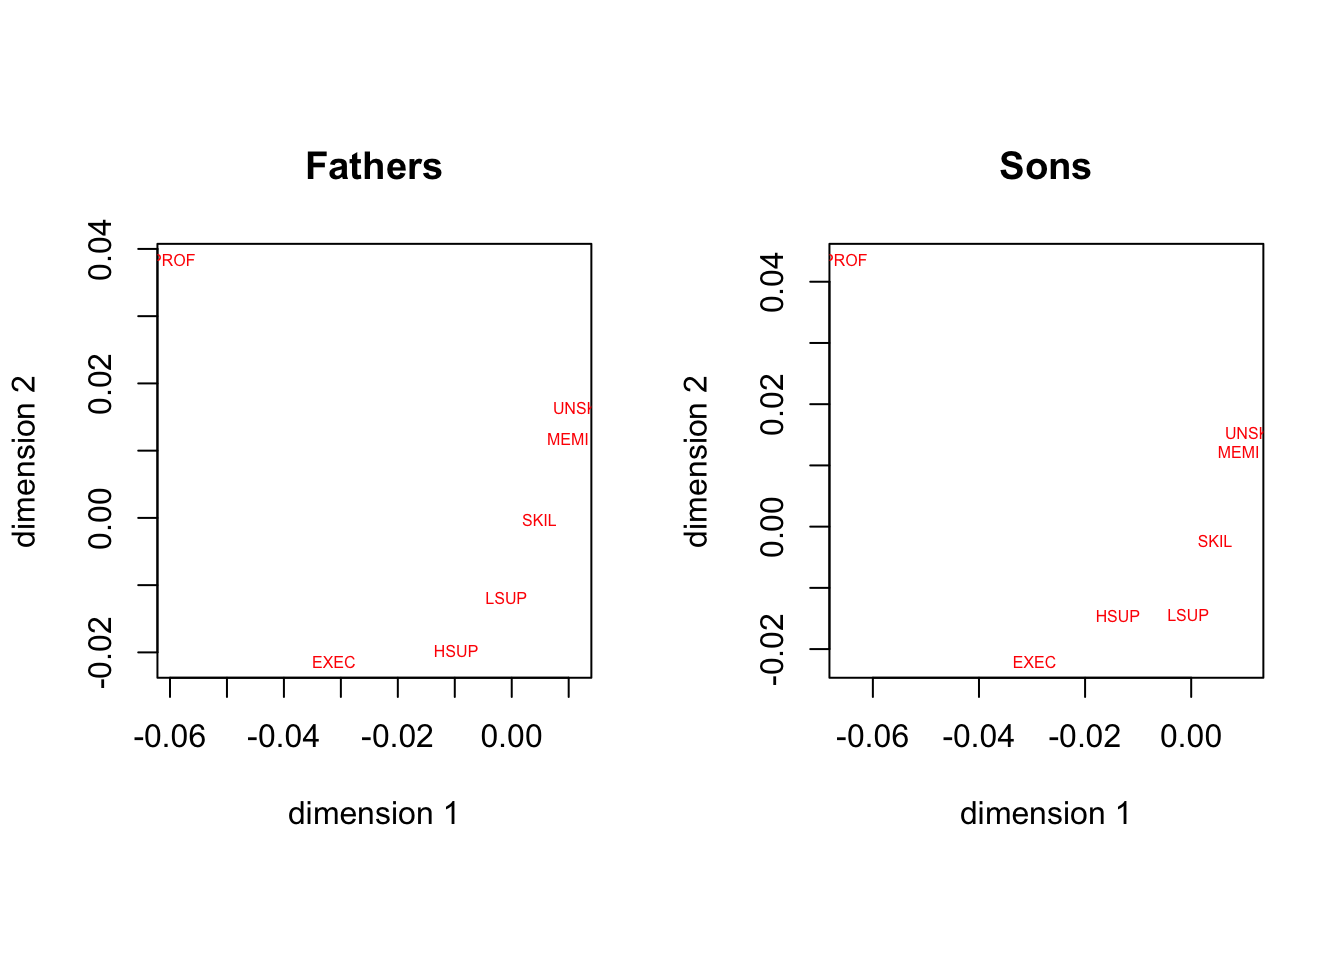 Fathers
0.04
0.02
0.00
-0.02
dimension 2
PROF
UNSK
MEMI
SKIL
LSUP
HSUP
EXEC
-0.06 -0.04 -0.02 0.00
dimension 1
Sons
0.04
0.02
0.00
-0.02
dimension 2
PROF
UNSK
MEMI
SKIL
HSUP LSUP
EXEC
-0.06 -0.04 -0.02 0.00
dimension 1